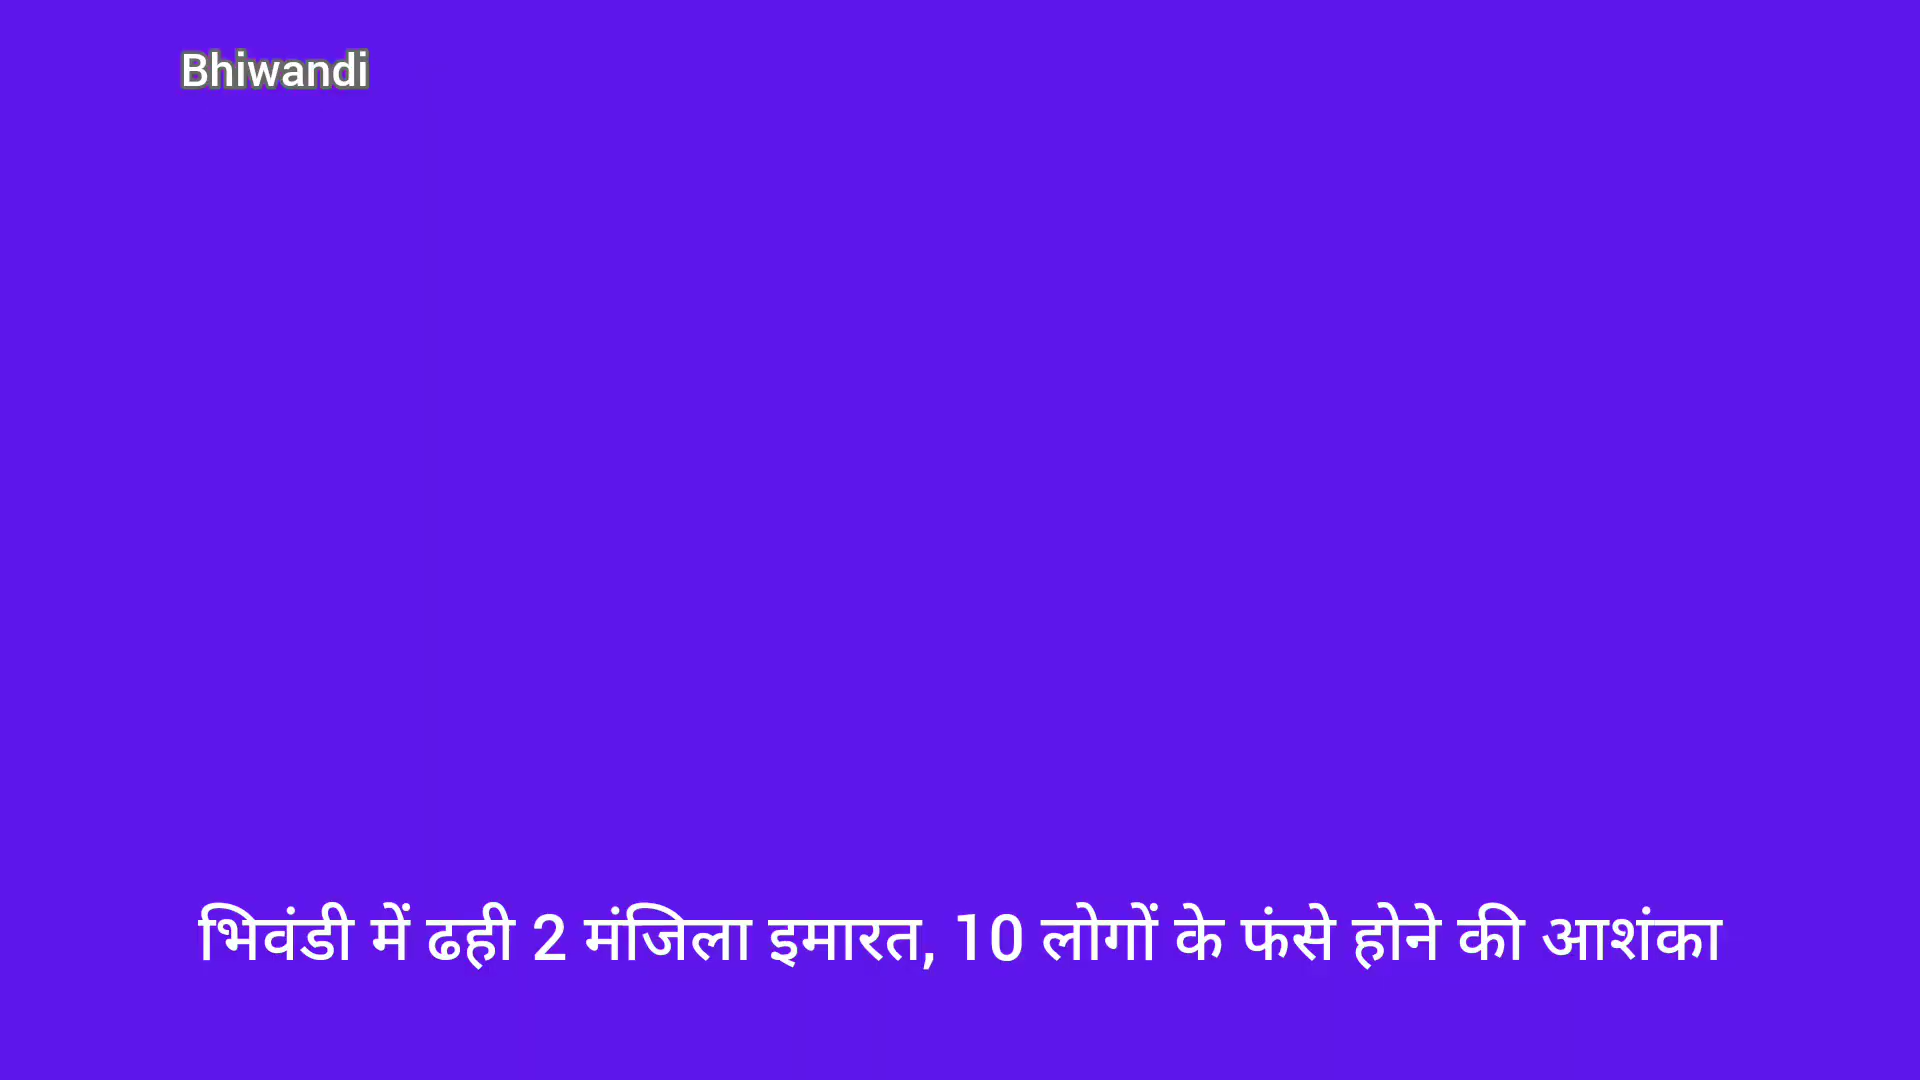 Bhiwandi
भिवंडी में ढही 2 मंजिला इमारत, 10 लोगों के फंसे होने की आशंका